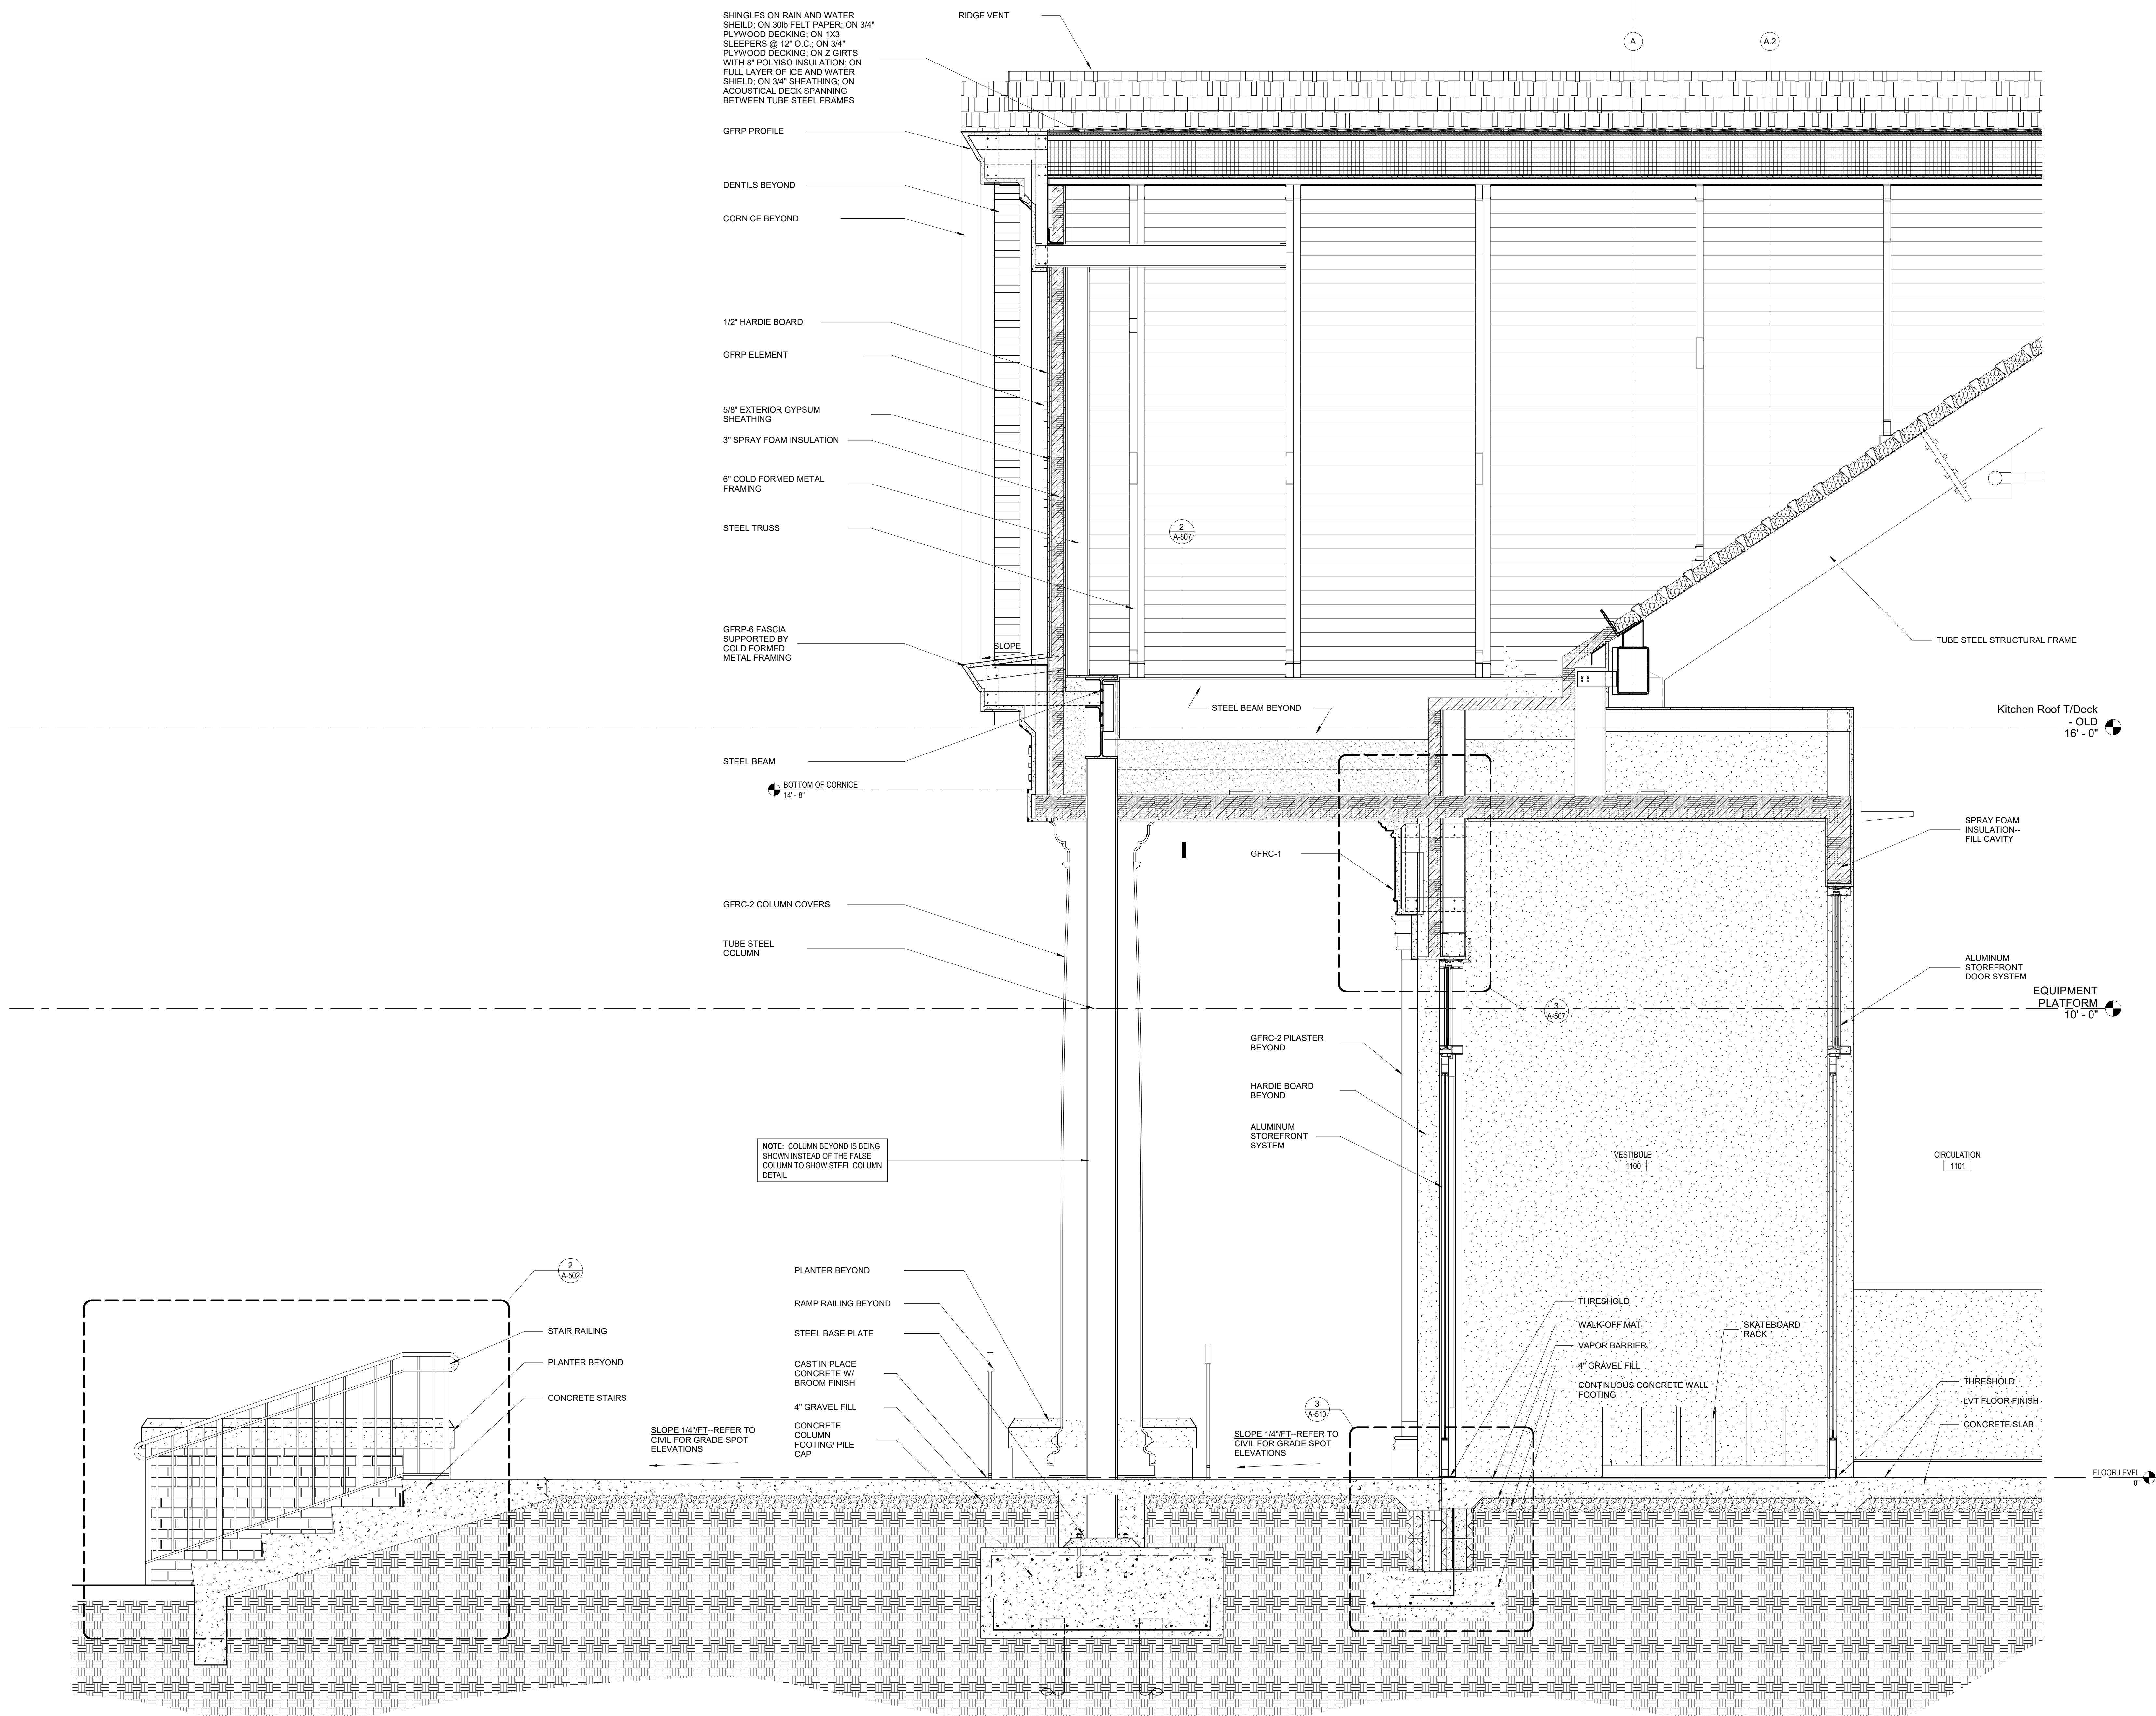 SHINGLES ON RAIN AND WATER
SHEILD; ON 30lb FELT PAPER; ON 3/4"
PLYWOOD DECKING; ON 1X3
SLEEPERS @ 12" O.C.; ON 3/4"
PLYWOOD DECKING; ON Z GIRTS
WITH 8" POLYISO INSULATION; ON
FULL LAYER OF ICE AND WATER
SHIELD; ON 3/4" SHEATHING; ON
ACOUSTICAL DECK SPANNING
BETWEEN TUBE STEEL FRAMES
RIDGE VENT
A
A.2
GFRP PROFILE
DENTILS BEYOND
CORNICE BEYOND
1/2" HARDIE BOARD
GFRP ELEMENT
5/8" EXTERIOR GYPSUM
SHEATHING
3" SPRAY FOAM INSULATION
6" COLD FORMED METAL
FRAMING
STEEL TRUSS
2
A-507
GFRP-6 FASCIA
SUPPORTED BY
COLD FORMED
METAL FRAMING
SLOPE
TUBE STEEL STRUCTURAL FRAME
STEEL BEAM BEYOND
Kitchen Roof T/Deck
- OLD
16' - 0"
STEEL BEAM
BOTTOM OF CORNICE
14' - 8"
SPRAY FOAM
INSULATION--
FILL CAVITY
GFRC-1
GFRC-2 COLUMN COVERS
TUBE STEEL
COLUMN
ALUMINUM
STOREFRONT
DOOR SYSTEM
EQUIPMENT
PLATFORM
10' - 0"
3
A-507
GFRC-2 PILASTER
BEYOND
HARDIE BOARD
BEYOND
ALUMINUM
STOREFRONT
SYSTEM
NOTE: COLUMN BEYOND IS BEING
SHOWN INSTEAD OF THE FALSE
COLUMN TO SHOW STEEL COLUMN
DETAIL
VESTIBULE
1100
CIRCULATION
1101
2
A-502
STAIR RAILING
PLANTER BEYOND
CONCRETE STAIRS
PLANTER BEYOND
RAMP RAILING BEYOND
STEEL BASE PLATE
CAST IN PLACE
CONCRETE W/
BROOM FINISH
4" GRAVEL FILL
CONCRETE
COLUMN
FOOTING/ PILE
CAP
SLOPE 1/4"/FT--REFER TO
CIVIL FOR GRADE SPOT
ELEVATIONS
3
A-510
SLOPE 1/4"/FT--REFER TO
CIVIL FOR GRADE SPOT
ELEVATIONS
THRESHOLD
WALK-OFF MAT
VAPOR BARRIER
4" GRAVEL FILL
CONTINUOUS CONCRETE WALL
FOOTING
SKATEBOARD
RACK
THRESHOLD
LVT FLOOR FINISH
CONCRETE SLAB
FLOOR LEVEL
0"